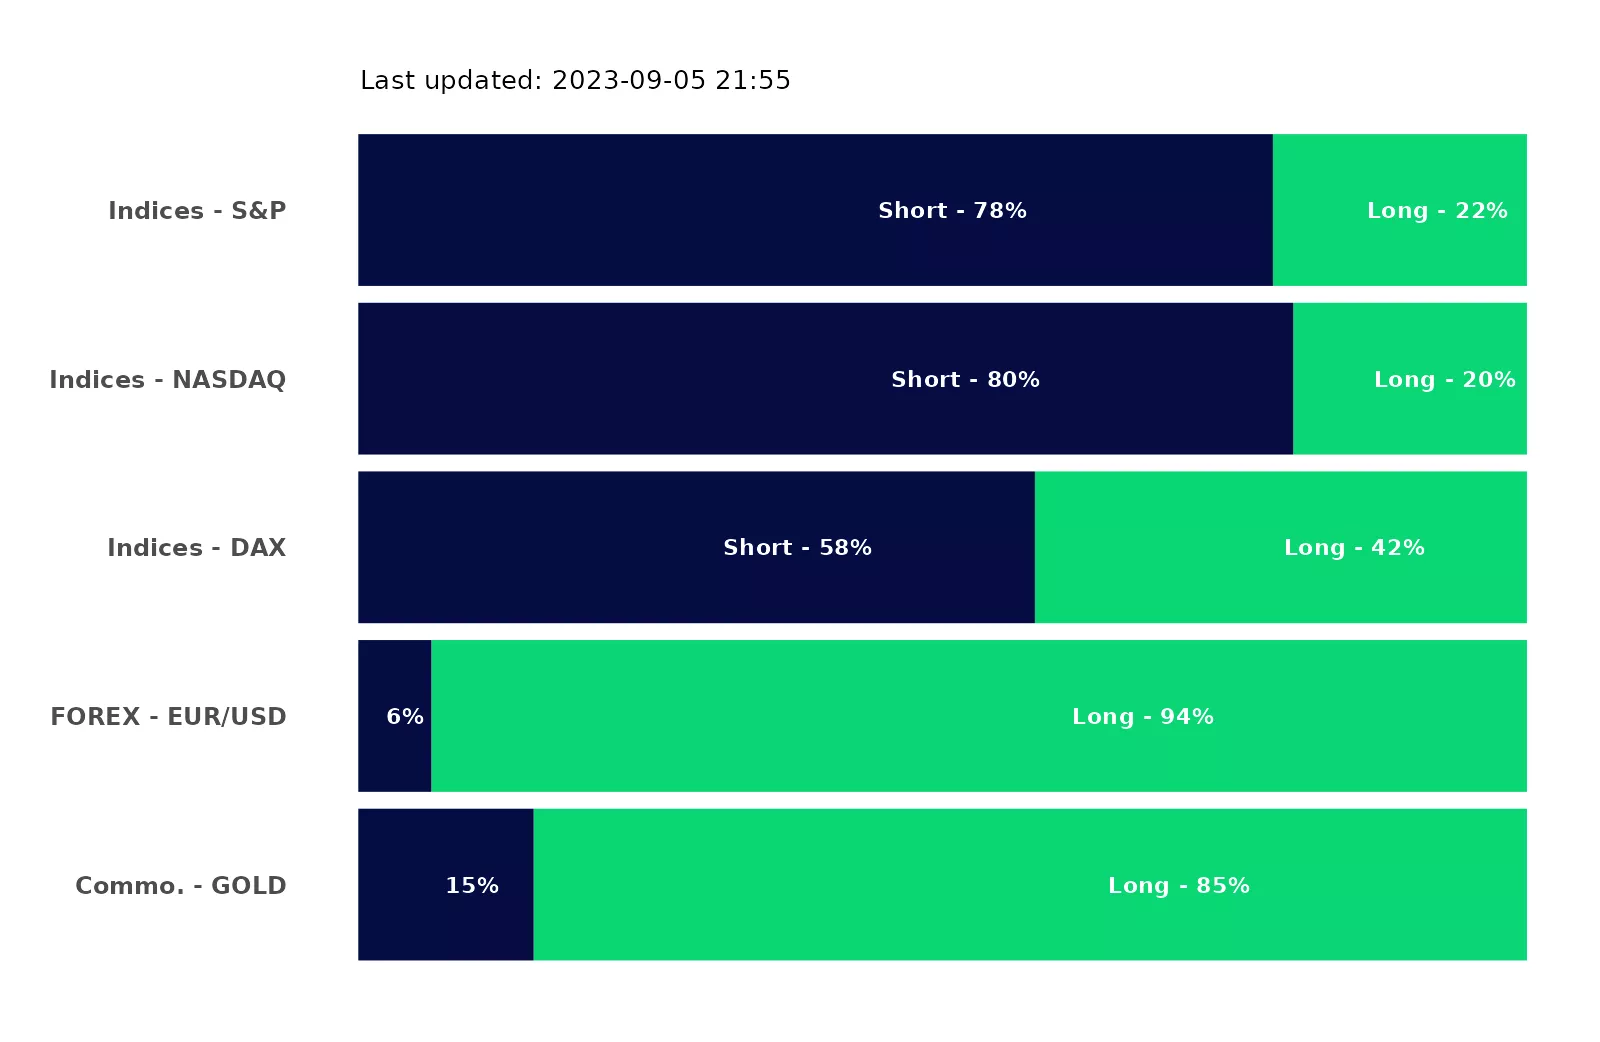 Last updated: 2023-09-05 21:55
Indices - S&P
Short - 78%
Long - 22%
Indices - NASDAQ
Short - 80%
Long - 20%
Indices - DAX
Short - 58%
Long - 42%
FOREX - EUR/USD
6%
Long - 94%
Commo. - GOLD
15%
Long - 85%